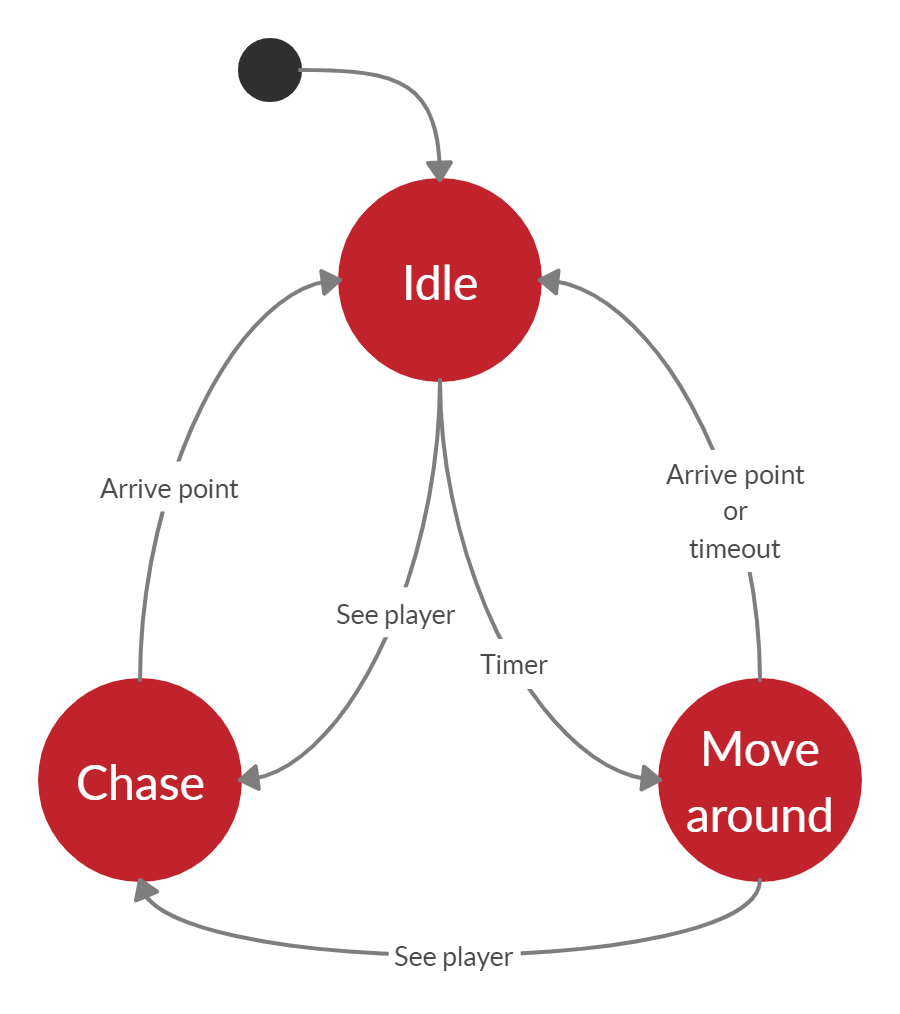 Idle
Arrive point
Arrive point
or
timeout
See player
Timer
Chase
Move
around
See player